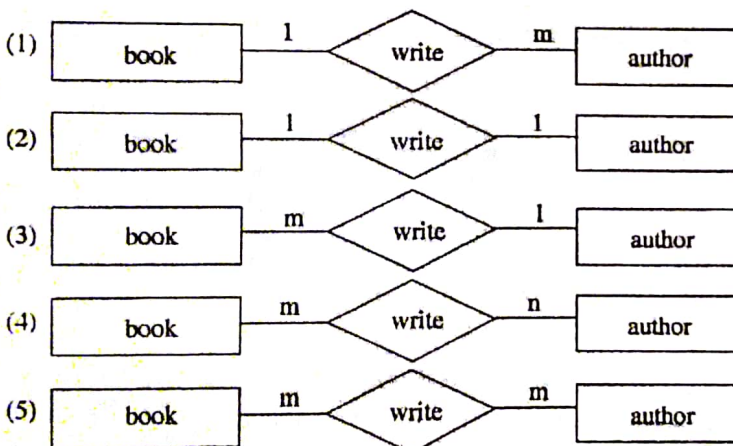 (1) book 1 write m author
(2) book 1 write 1 author
(3) book m write 1 author
(4) book m write n author
(5) book m write m author